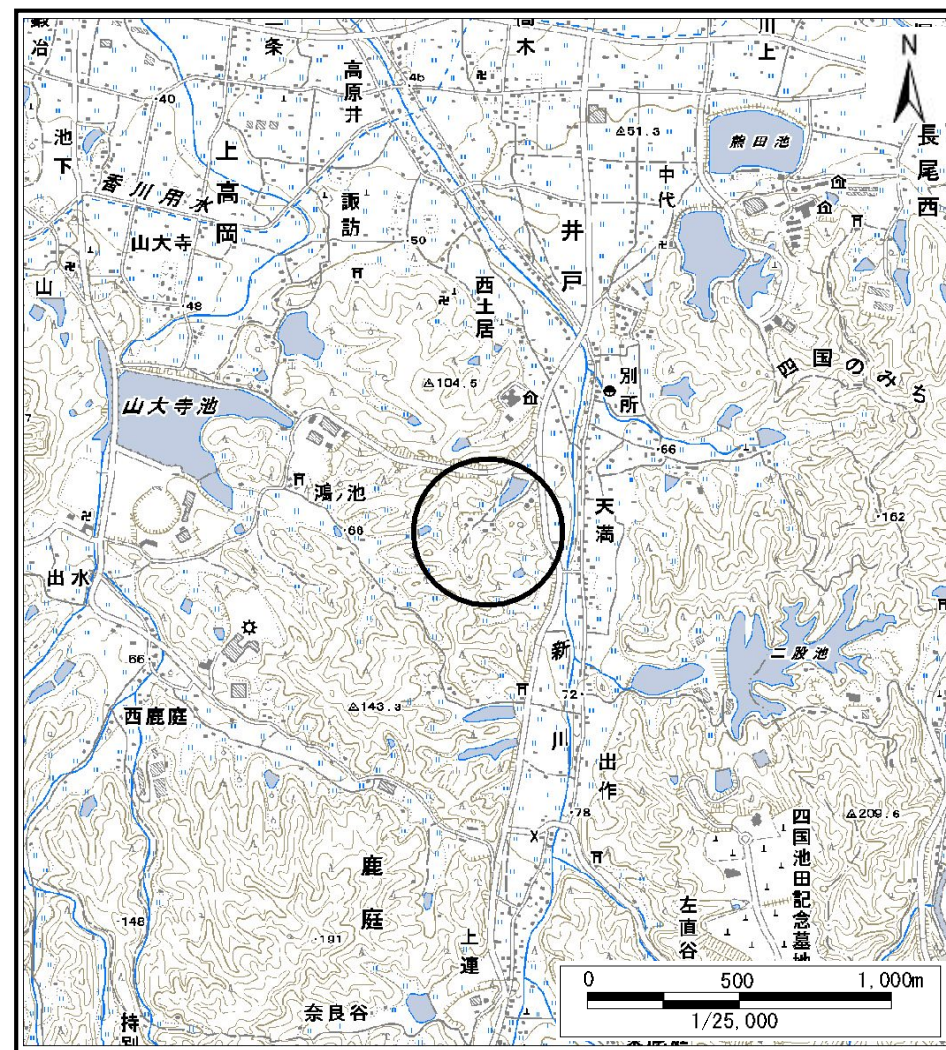 高原井
木
川上
N
46
40
池下
上高岡
諏訪
51.3
熊田池
長尾西
香川用水
山大寺
中代
井戸
50
48
山
西土居
104.5
別所
四国のみち
山大寺池
66
鴻ノ池
68
天満
162
出水
新川
二股池
66
72
西鹿庭
143.3
出作
78
209.6
鹿庭
四国池田記念墓地
148
191
上連
左直谷
奈良谷
0 500 1,000m
1/25,000